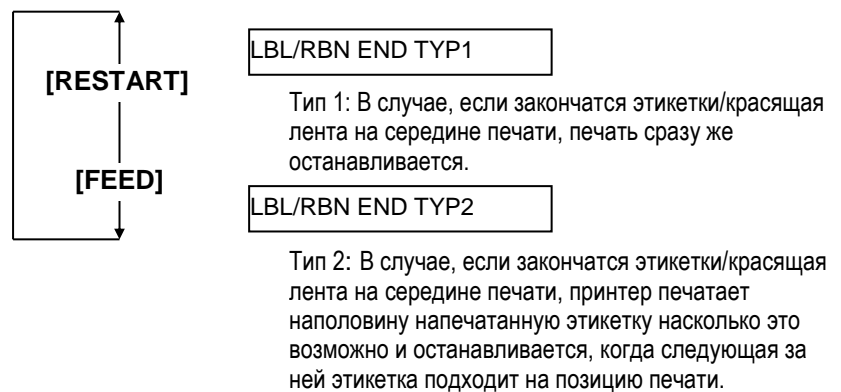 LBL/RBN END TYP1
[RESTART]
Тип 1: В случае, если закончатся этикетки/красящая
лента на середине печати, печать сразу же
останавливается.
[FEED]
LBL/RBN END TYP2
Тип 2: В случае, если закончатся этикетки/красящая
лента на середине печати, принтер печатает
наполовину напечатанную этикетку насколько это
возможно и останавливается, когда следующая за
ней этикетка подходит на позицию печати.